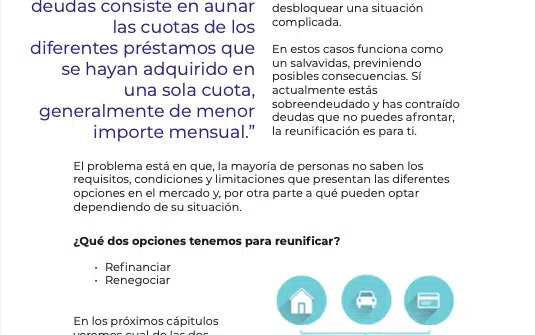 deudas consiste en aunar
las cuotas de los
diferentes préstamos que
se hayan adquirido en
una sola cuota,
generalmente de menor
importe mensual.”
desbloquear una situación
complicada.
En estos casos funciona como
un salvavidas, previniendo
posibles consecuencias. Sí
actualmente estás
sobreendeudado y has contraído
deudas que no puedes afrontar,
la reunificación es para ti.
El problema está en que, la mayoría de personas no saben los
requisitos, condiciones y limitaciones que presentan las diferentes
opciones en el mercado y, por otra parte a qué pueden optar
dependiendo de su situación.
¿Qué dos opciones tenemos para reunificar?
• Refinanciar
• Renegociar
En los próximos cápitulos
veremos cual de las dos